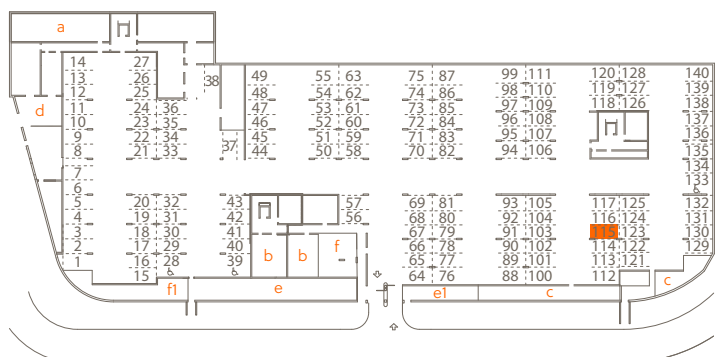 a
14 27 49 55 63 75 87 99 111 120 128 140
13 26 38 48 54 62 74 86 98 110 119 127 139
12 25 47 53 61 73 85 97 109 118 126 138
d 11 24 36 46 52 60 72 84 96 108 137
10 23 35 45 51 59 71 83 95 107 136
9 22 34 37 44 50 58 70 82 94 106 135
8 21 33 134
7 133
6
5 20 32 43 57 69 81 93 105 117 125 132
4 19 31 42 56 68 80 92 104 116 124 131
3 18 30 41 67 79 91 103 115 123 130
2 17 29 40 b b f 66 78 90 102 114 122 129
1 16 28 39 65 77 89 101 113 121
15 64 76 88 100 112 c
f1 e e1 c